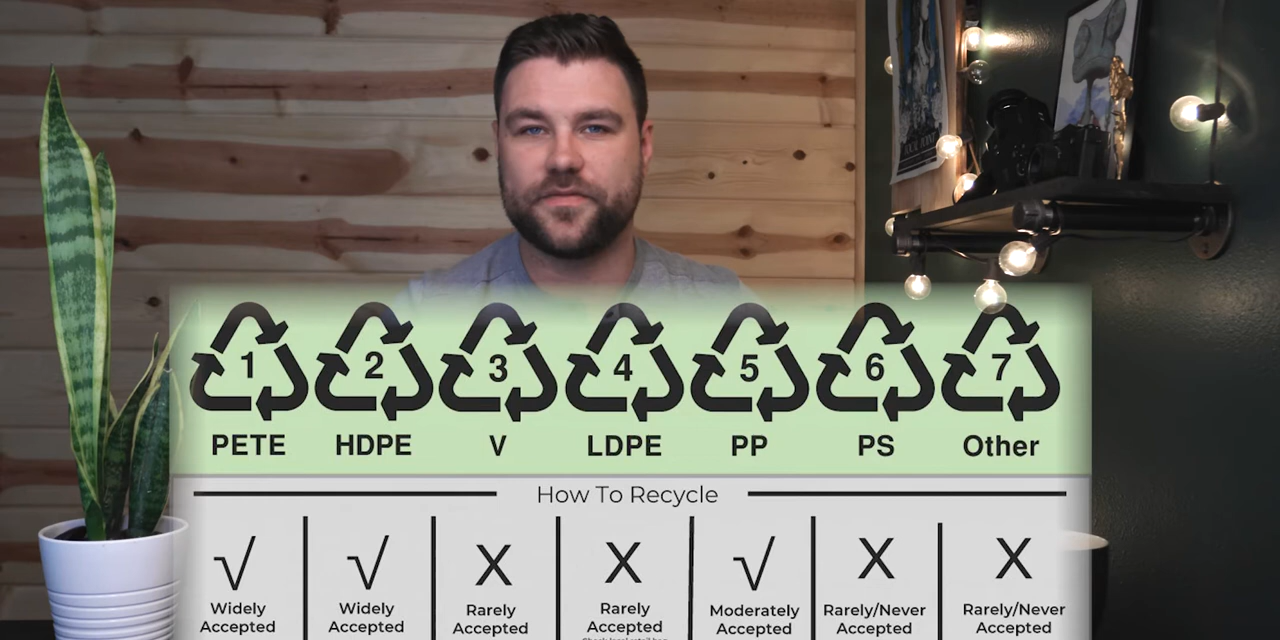 1 2 3 4 5 6 7
PETE HDPE V LDPE PP PS Other
How To Recycle
√ √ X X √ X X
Widely Accepted
Widely Accepted
Rarely Accepted
Rarely Accepted
Moderately Accepted
Rarely/Never Accepted
Rarely/Never Accepted